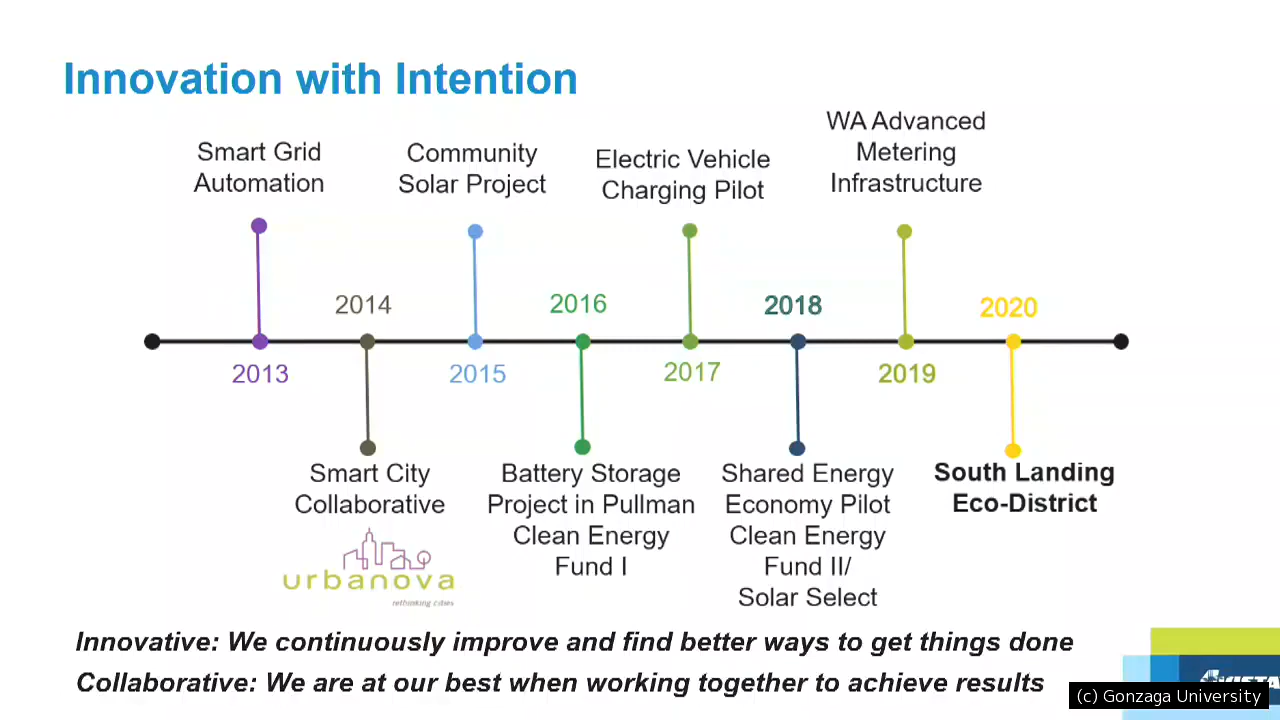 Innovation with Intention
Smart Grid
Automation
Community
Solar Project
Electric Vehicle
Charging Pilot
WA Advanced
Metering
Infrastructure
2014
2016
2018
2020
2013
2015
2017
2019
Smart City
Collaborative
urbanova
rethinking cities
Battery Storage
Project in Pullman
Clean Energy
Fund I
Shared Energy
Economy Pilot
Clean Energy
Fund II/
Solar Select
South Landing
Eco-District
Innovative: We continuously improve and find better ways to get things done
Collaborative: We are at our best when working together to achieve results
(c) Gonzaga University